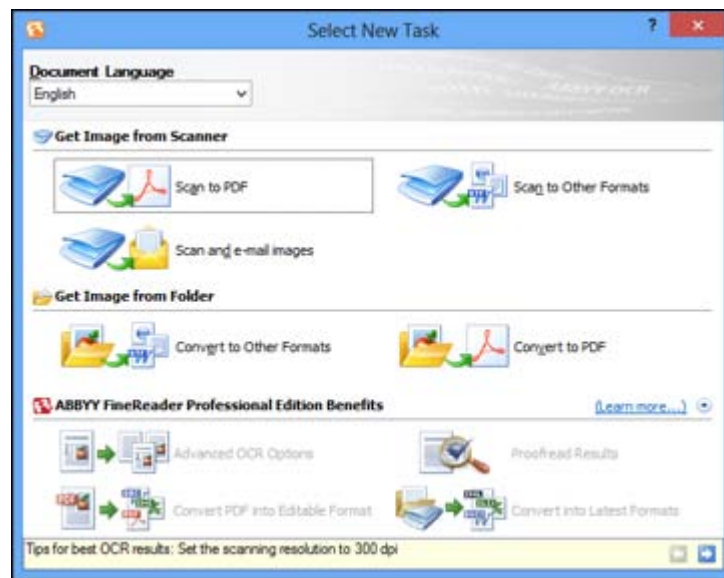 Select New Task
?
Document Language
English
Get Image from Scanner
Scan to PDF
Scan to Other Formats
Scan and e-mail images
Get Image from Folder
Convert to Other Formats
Convert to PDF
ABBYY FineReader Professional Edition Benefits
(Learn more...)
Advanced OCR Options
Proofread Results
Convert PDF into Editable Format
Convert into Latest Formats
Tips for best OCR results: Set the scanning resolution to 300 dpi